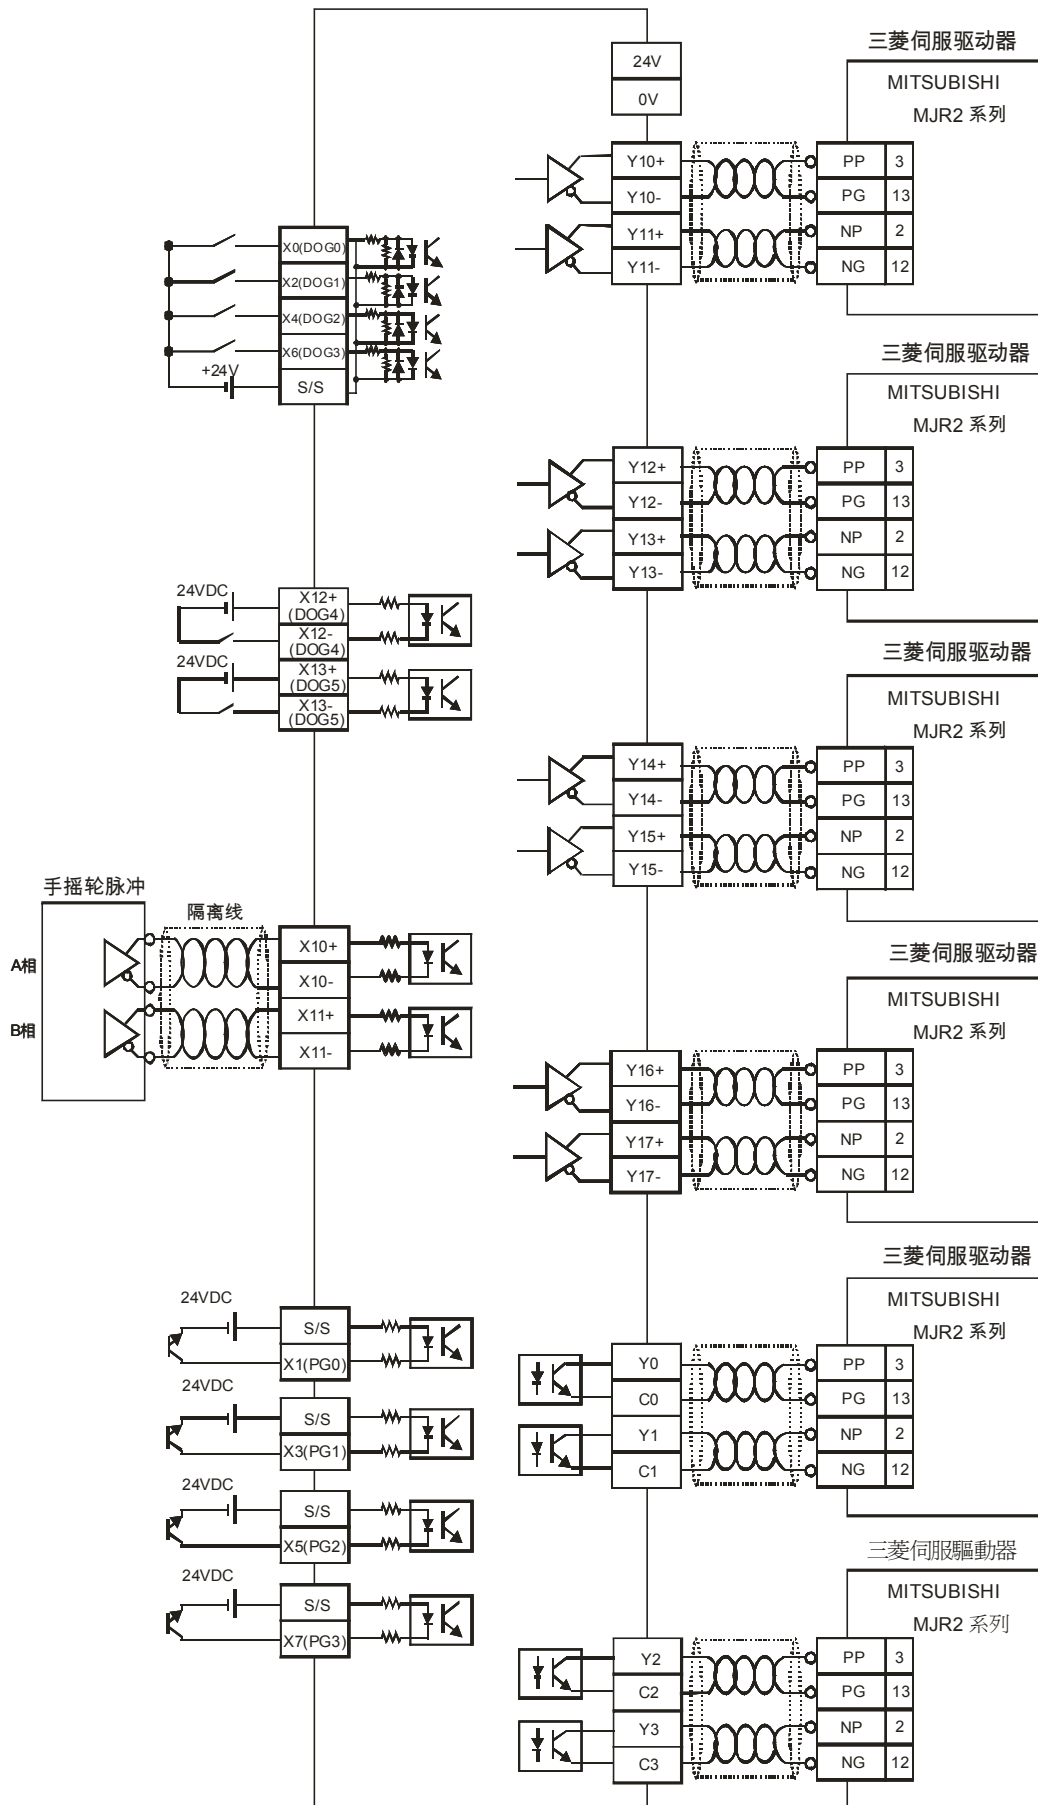 24V
0V
三菱伺服驱动器
MITSUBISHI
MJR2 系列
Y10+
Y10-
Y11+
Y11-
PP 3
PG 13
NP 2
NG 12
X0(DOG0)
X2(DOG1)
X4(DOG2)
X6(DOG3)
+24V
S/S
三菱伺服驱动器
MITSUBISHI
MJR2 系列
Y12+
Y12-
Y13+
Y13-
PP 3
PG 13
NP 2
NG 12
24VDC
X12+
(DOG4)
X12-
(DOG4)
24VDC
X13+
(DOG5)
X13-
(DOG5)
三菱伺服驱动器
MITSUBISHI
MJR2 系列
Y14+
Y14-
Y15+
Y15-
PP 3
PG 13
NP 2
NG 12
手摇轮脉冲
隔离线
A相
B相
X10+
X10-
X11+
X11-
三菱伺服驱动器
MITSUBISHI
MJR2 系列
Y16+
Y16-
Y17+
Y17-
PP 3
PG 13
NP 2
NG 12
24VDC
S/S
X1(PG0)
24VDC
S/S
X3(PG1)
24VDC
S/S
X5(PG2)
24VDC
S/S
X7(PG3)
三菱伺服驱动器
MITSUBISHI
MJR2 系列
Y0
C0
Y1
C1
PP 3
PG 13
NP 2
NG 12
三菱伺服驅動器
MITSUBISHI
MJR2 系列
Y2
C2
Y3
C3
PP 3
PG 13
NP 2
NG 12